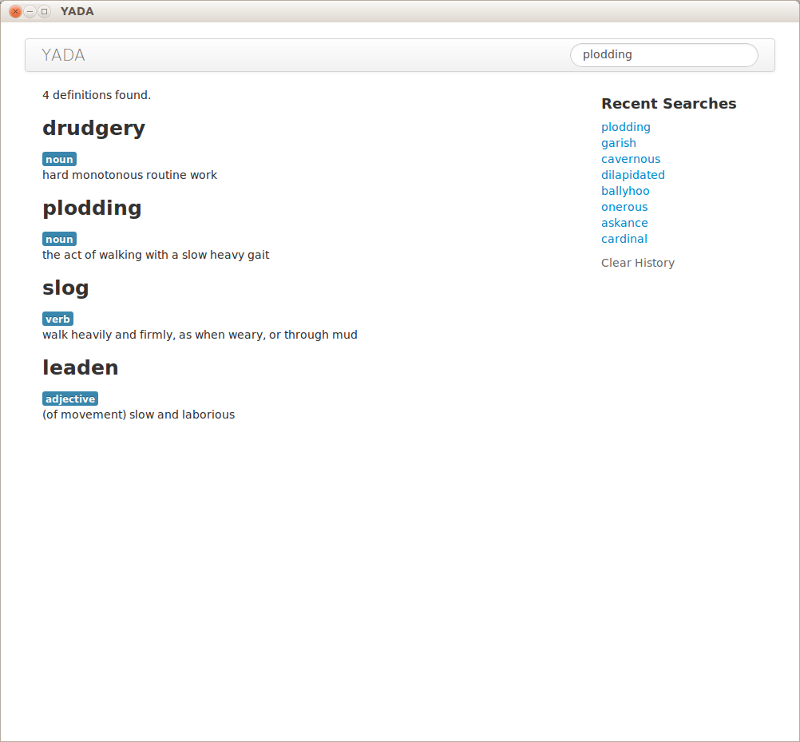 YADA
YADA
plodding
4 definitions found.
drudgery
noun
hard monotonous routine work
plodding
noun
the act of walking with a slow heavy gait
slog
verb
walk heavily and firmly, as when weary, or through mud
leaden
adjective
(of movement) slow and laborious
Recent Searches
plodding
garish
cavernous
dilapidated
ballyhoo
onerous
askance
cardinal
Clear History